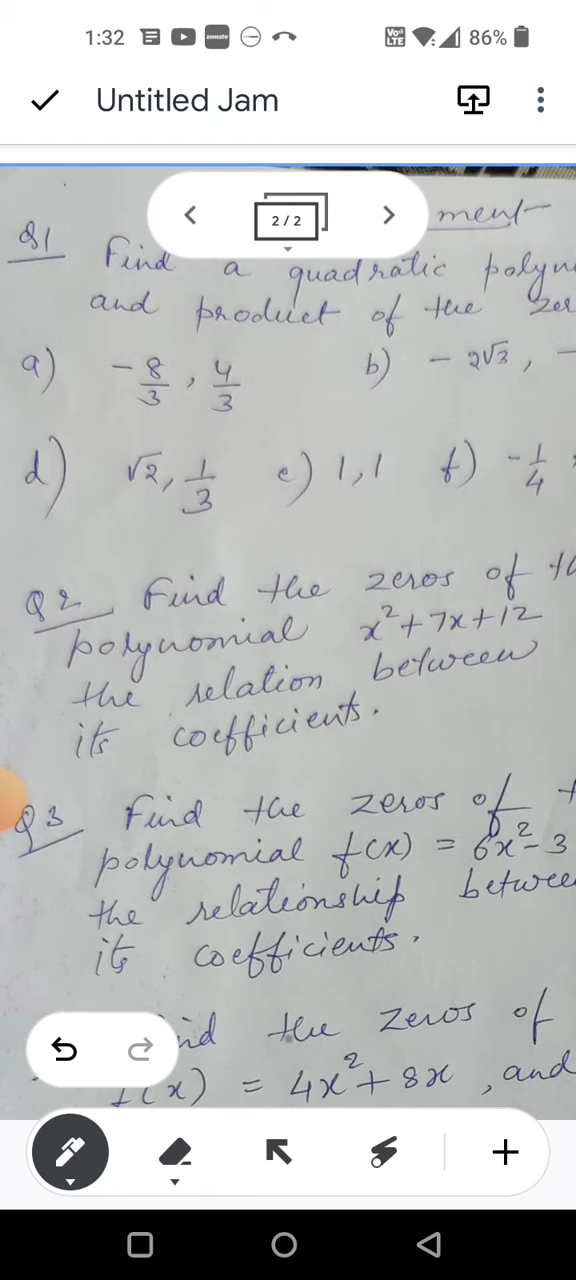 1:32
VoLTE
86%
Untitled Jam
2/2
ment
Q1 Find a quadratic polyn
and product of the zer
a) -8/3, 4/3 b) -2√3, -
d) √2, 1/3 e) 1,1 f) -1/4
Q2 Find the zeros of th
polynomial x²+7x+12
the relation between
its coefficients.
Q3 Find the zeros of t
polynomial f(x) = 6x²-3
the relationship betwee
its coefficients.
ind the zeros of
f(x) = 4x²+8x, and